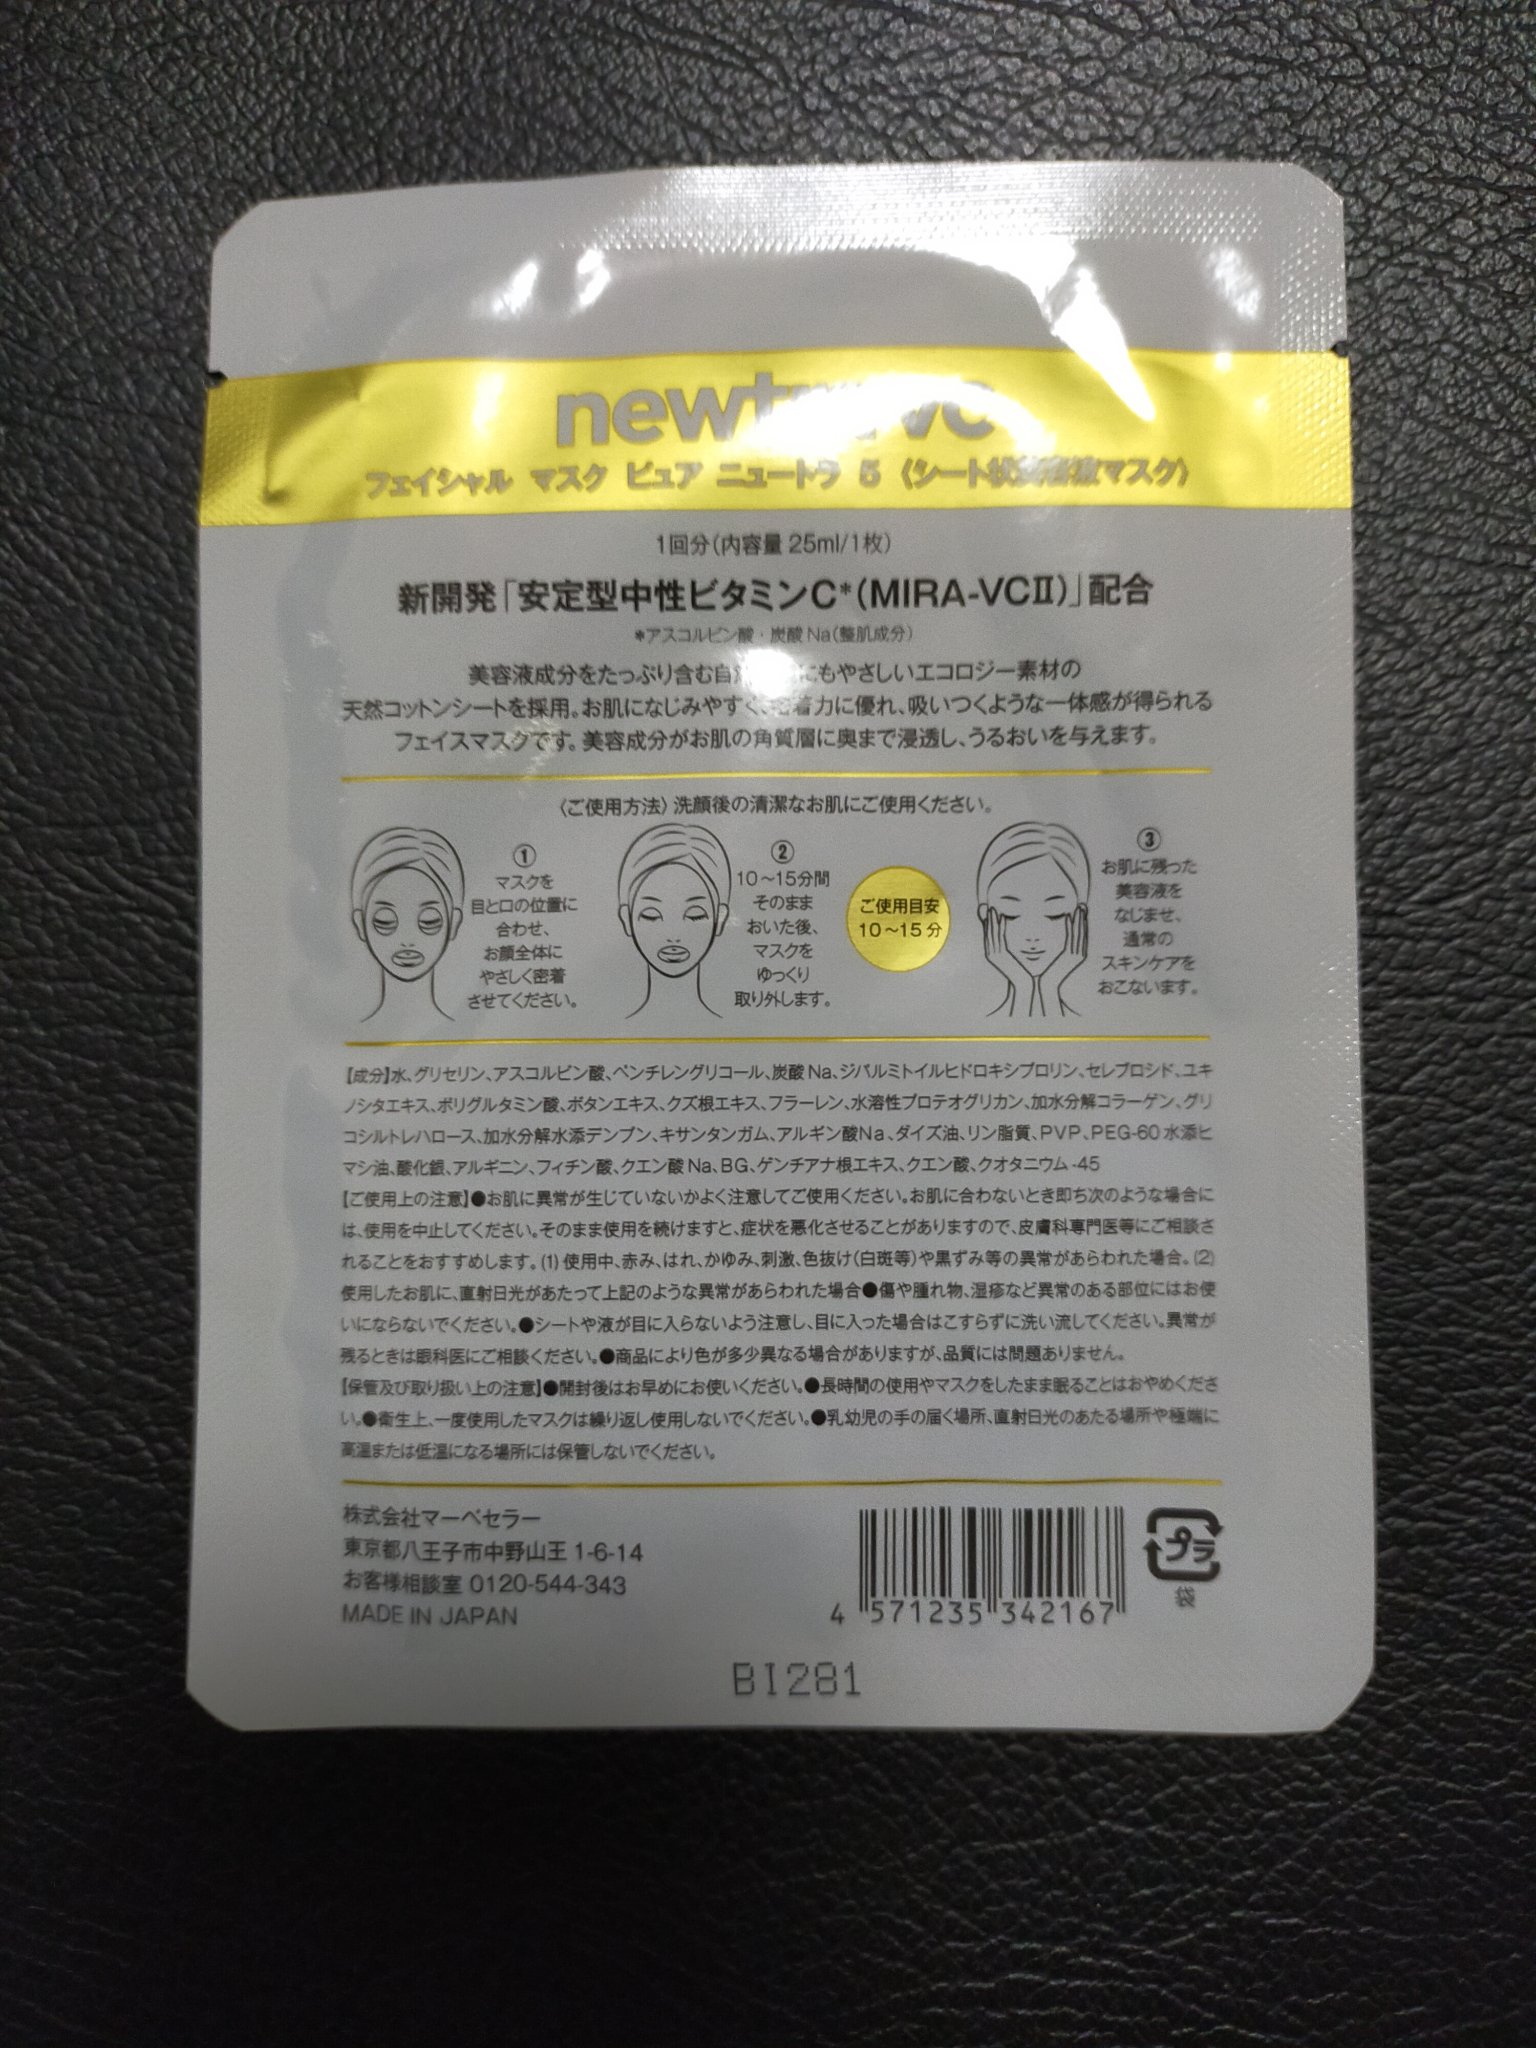 フェイシャル マスク ピュア ニュートラ 5 〈シート状美容液マスク〉
1回分(内容量 25ml/1枚)
新開発「安定型中性ビタミンC*(MIRA-VCⅡ)」配合
*アスコルビン酸・炭酸Na(整肌成分)
美容液成分をたっぷり含む自然 にもやさしいエコロジー素材の
天然コットンシートを採用。お肌になじみやすく、密着力に優れ、吸いつくような一体感が得られる
フェイスマスクです。美容成分がお肌の角質層に奥まで浸透し、うるおいを与えます。
〈ご使用方法〉洗顔後の清潔なお肌にご使用ください。
①
マスクを
目と口の位置に
合わせ、
お顔全体に
やさしく密着
させてください。
②
10〜15分間
そのまま
おいた後、
マスクを
ゆっくり
取り外します。
ご使用目安
10〜15分
③
お肌に残った
美容液を
なじませ、
通常の
スキンケアを
おこないます。
【成分】水、グリセリン、アスコルビン酸、ペンチレングリコール、炭酸Na、ジパルミトイルヒドロキシプロリン、セレブロシド、ユキ
ノシタエキス、ポリグルタミン酸、ボタンエキス、クズ根エキス、フラーレン、水溶性プロテオグリカン、加水分解コラーゲン、グリ
コシルトレハロース、加水分解水添デンプン、キサンタンガム、アルギン酸Na、ダイズ油、リン脂質、PVP、PEG-60水添ヒ
マシ油、酸化銀、アルギニン、フィチン酸、クエン酸Na、BG、ゲンチアナ根エキス、クエン酸、クオタニウム-45
【ご使用上の注意】●お肌に異常が生じていないかよく注意してご使用ください。お肌に合わないとき即ち次のような場合に
は、使用を中止してください。そのまま使用を続けますと、症状を悪化させることがありますので、皮膚科専門医等にご相談さ
れることをおすすめします。(1)使用中、赤み、はれ、かゆみ、刺激、色抜け(白斑等)や黒ずみ等の異常があらわれた場合。(2)
使用したお肌に、直射日光があたって上記のような異常があらわれた場合●傷や腫れ物、湿疹など異常のある部位にはお使
いにならないでください。●シートや液が目に入らないよう注意し、目に入った場合はこすらずに洗い流してください。異常が
残るときは眼科医にご相談ください。●商品により色が多少異なる場合がありますが、品質には問題ありません。
【保管及び取り扱い上の注意】●開封後はお早めにお使いください。●長時間の使用やマスクをしたまま眠ることはおやめくださ
い。●衛生上、一度使用したマスクは繰り返し使用しないでください。●乳幼児の手の届く場所、直射日光のあたる場所や極端に
高温または低温になる場所には保管しないでください。
株式会社マーベセラー
東京都八王子市中野山王1-6-14
お客様相談室 0120-544-343
MADE IN JAPAN
4 571235 342167
プラ
袋
BI281